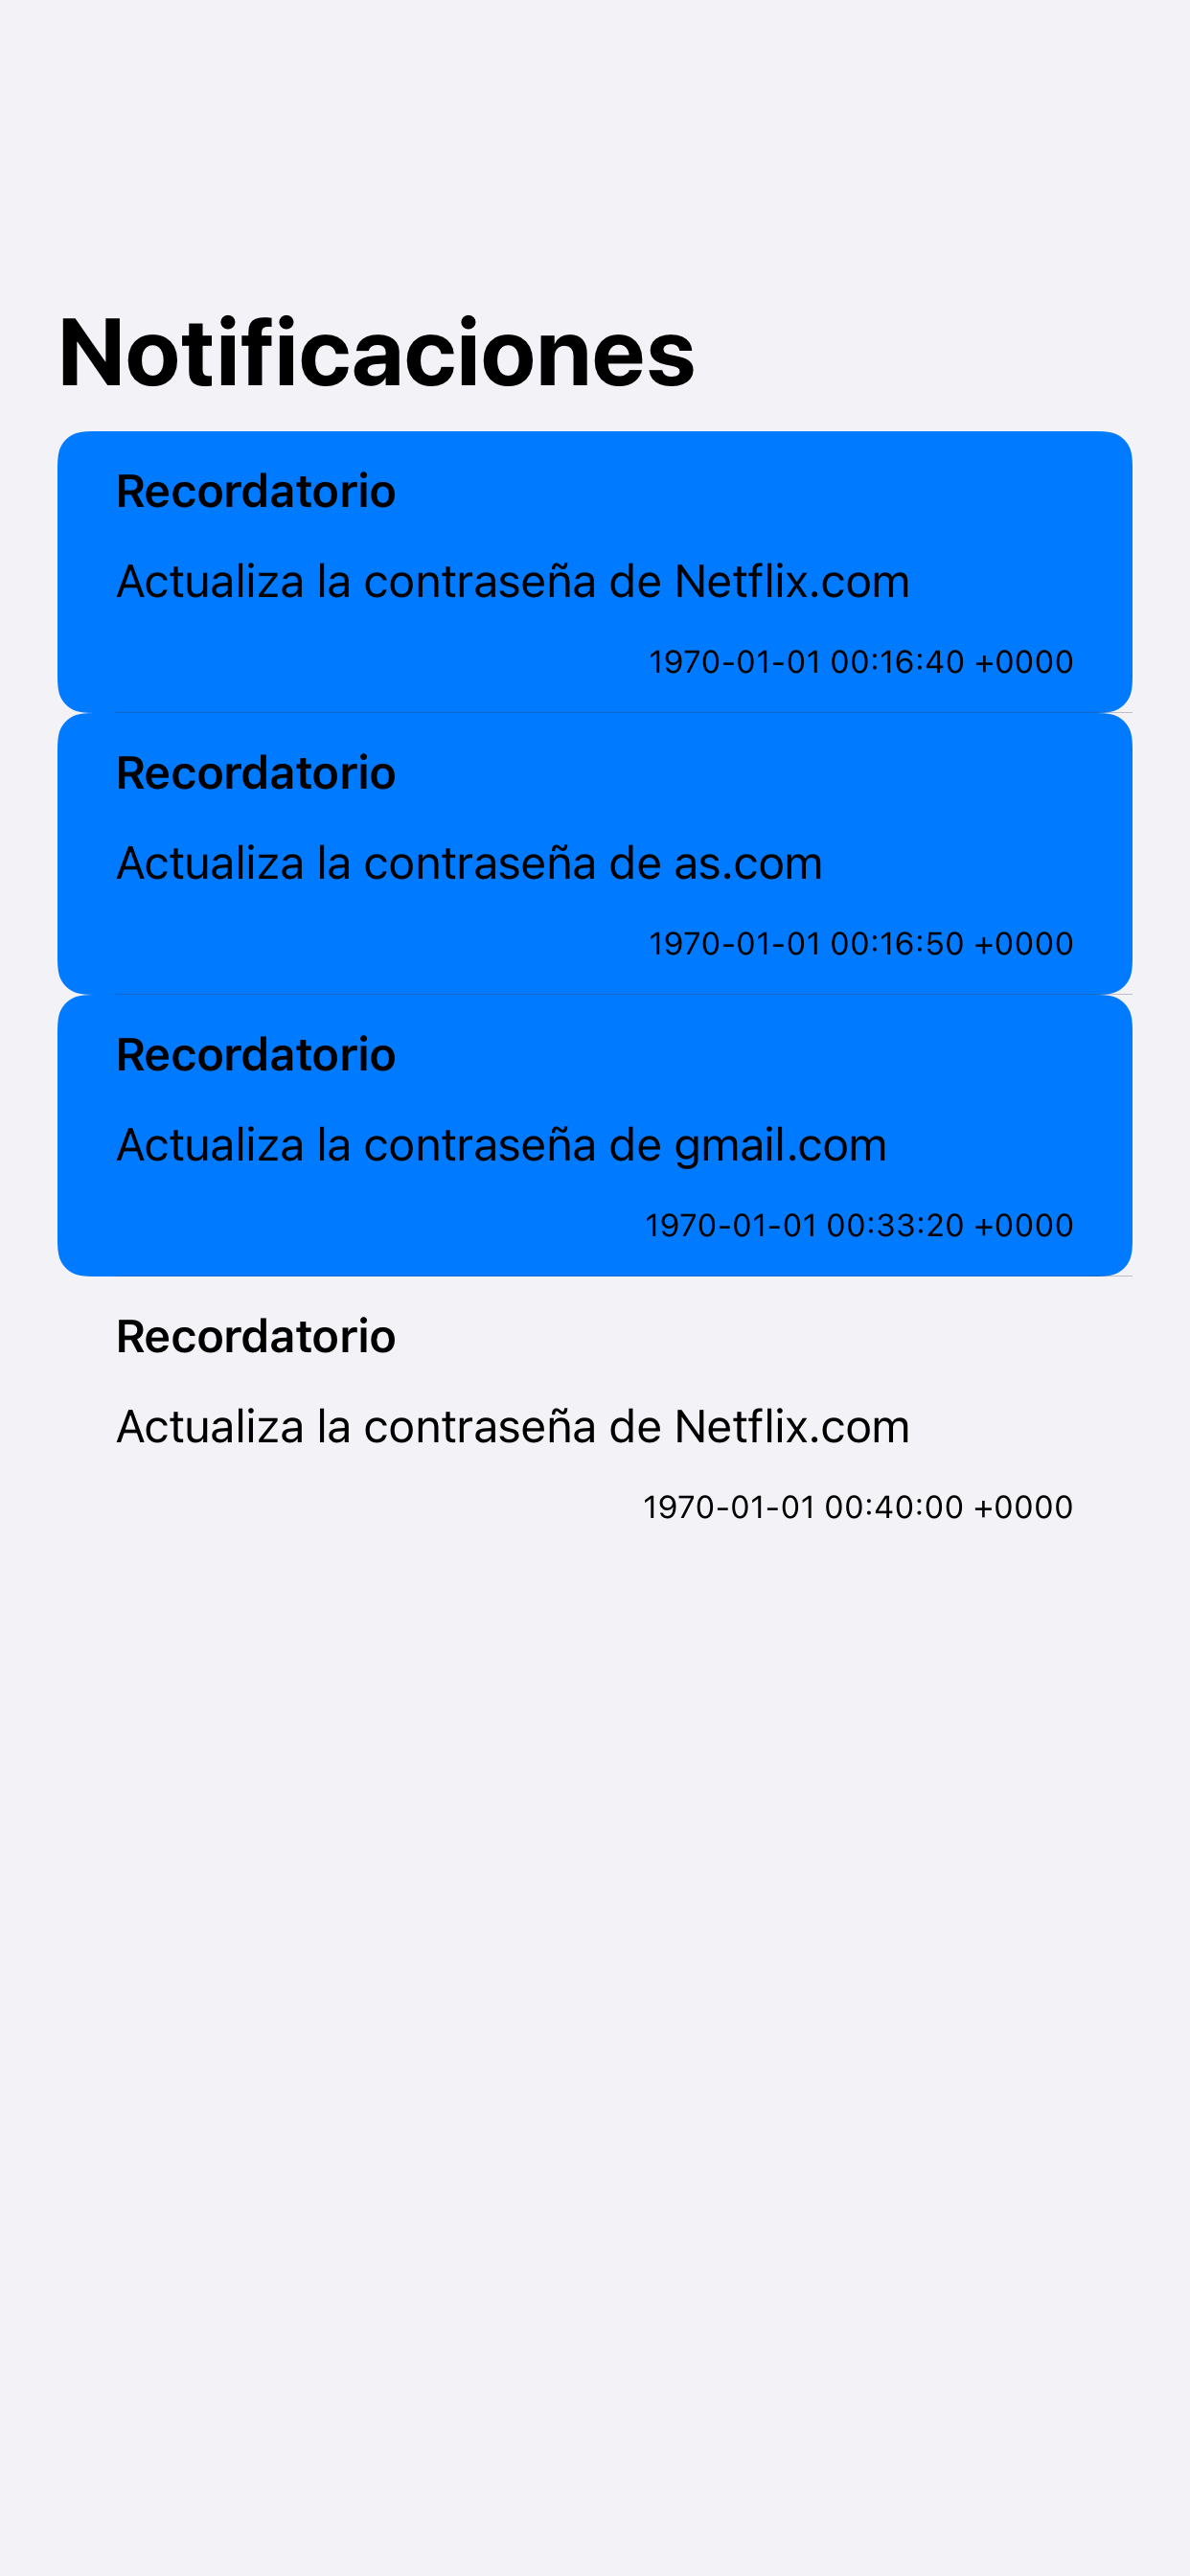 Notificaciones
Recordatorio
Actualiza la contraseña de Netflix.com
1970-01-01 00:16:40 +0000
Recordatorio
Actualiza la contraseña de as.com
1970-01-01 00:16:50 +0000
Recordatorio
Actualiza la contraseña de gmail.com
1970-01-01 00:33:20 +0000
Recordatorio
Actualiza la contraseña de Netflix.com
1970-01-01 00:40:00 +0000